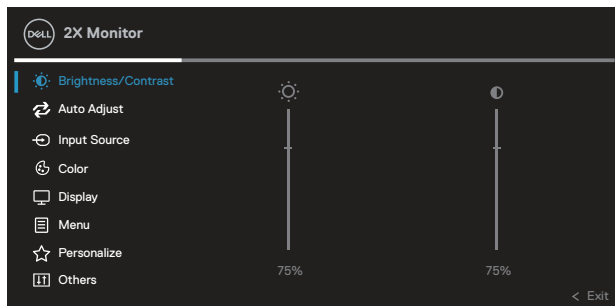 DELL 2X Monitor
Brightness/Contrast
Auto Adjust
Input Source
Color
Display
Menu
Personalize
Others
75% 75%
< Exit